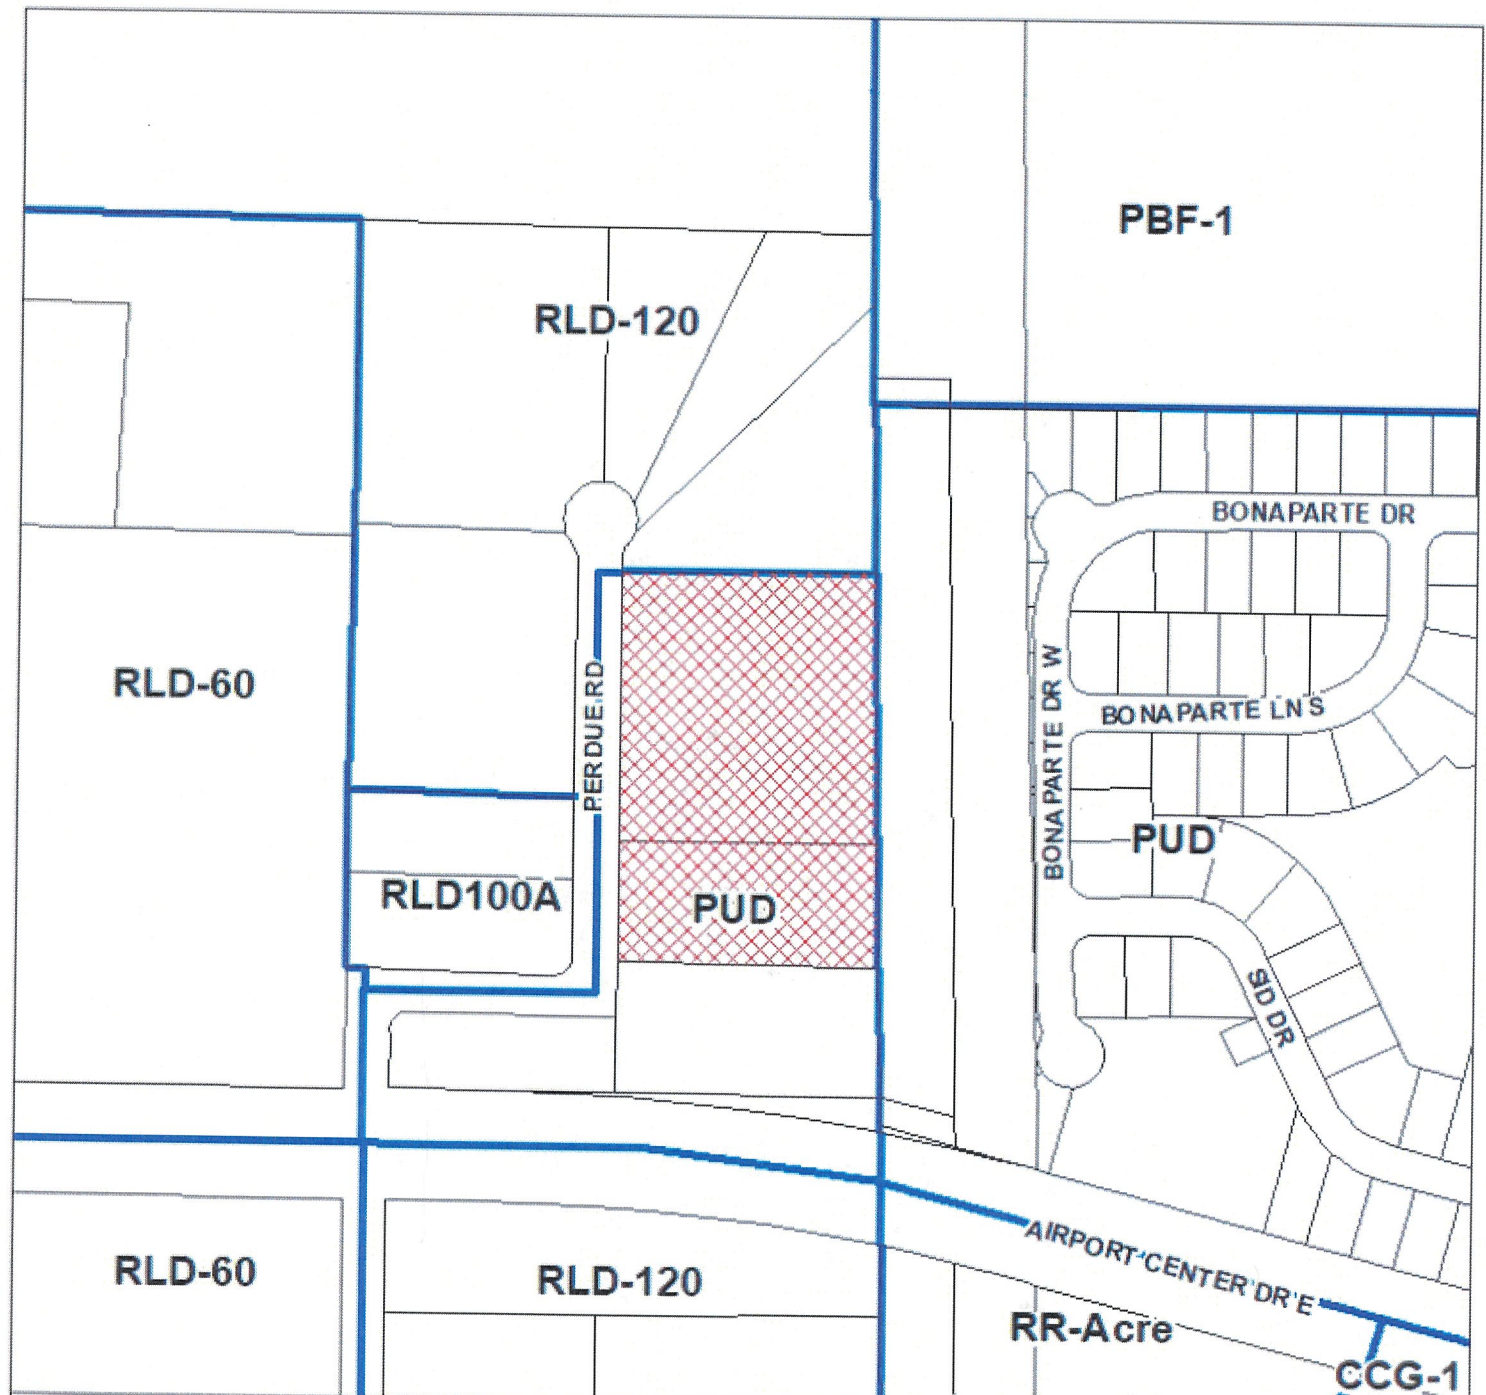 PBF-1
RLD-120
BONAPARTE DR
RLD-60
PERDUE RD
BONAPARTE DR W
BONAPARTE LN S
PUD
RLD100A
PUD
SID DR
AIRPORT CENTER DR E
RLD-60
RLD-120
RR-Acre
CCG-1